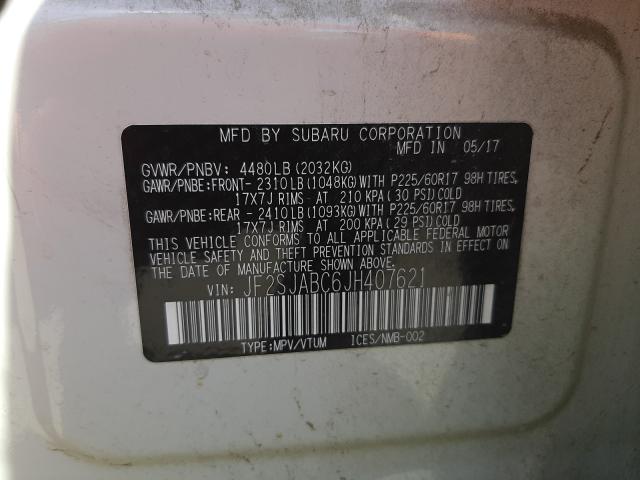 MFD BY SUBARU CORPORATION
MFD IN 05/17
GVWR/PNBV: 4480LB(2032KG)
GAWR/PNBE:FRONT- 2310LB(1048KG)WITH P225/60R17 98H TIRES,
17X7J RIMS AT 210 KPA(30 PSI)COLD
GAWR/PNBE:REAR -2410LB(1093KG)WITH P225/60R17 98H TIRES,
17X7J RIMS AT 200 KPA(29 PSI)COLD
THIS VEHICLE CONFORMS TO ALL APPLICABLE FEDERAL MOTOR
VEHICLE SAFETY AND THEFT PREVENTION STANDARDS IN EFFECT
ON THE DATE OF MANUFACTURE SHOWN ABOVE.
VIN: JF2SJABC6JH407621
TYPE:MPV/VTUM ICES/NMB-002